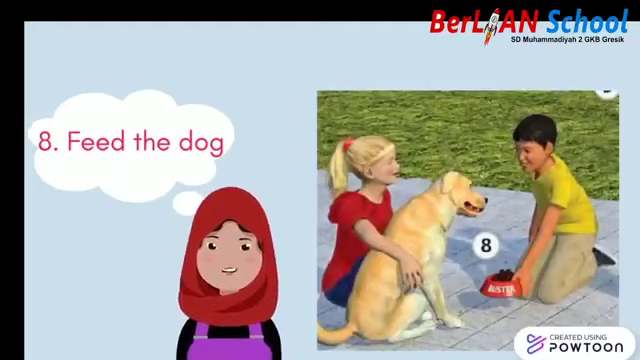 BerLIAN School
SD Muhammadiyah 2 GKB Gresik
8. Feed the dog
8
BUSTER
CREATED USING
POWTOON